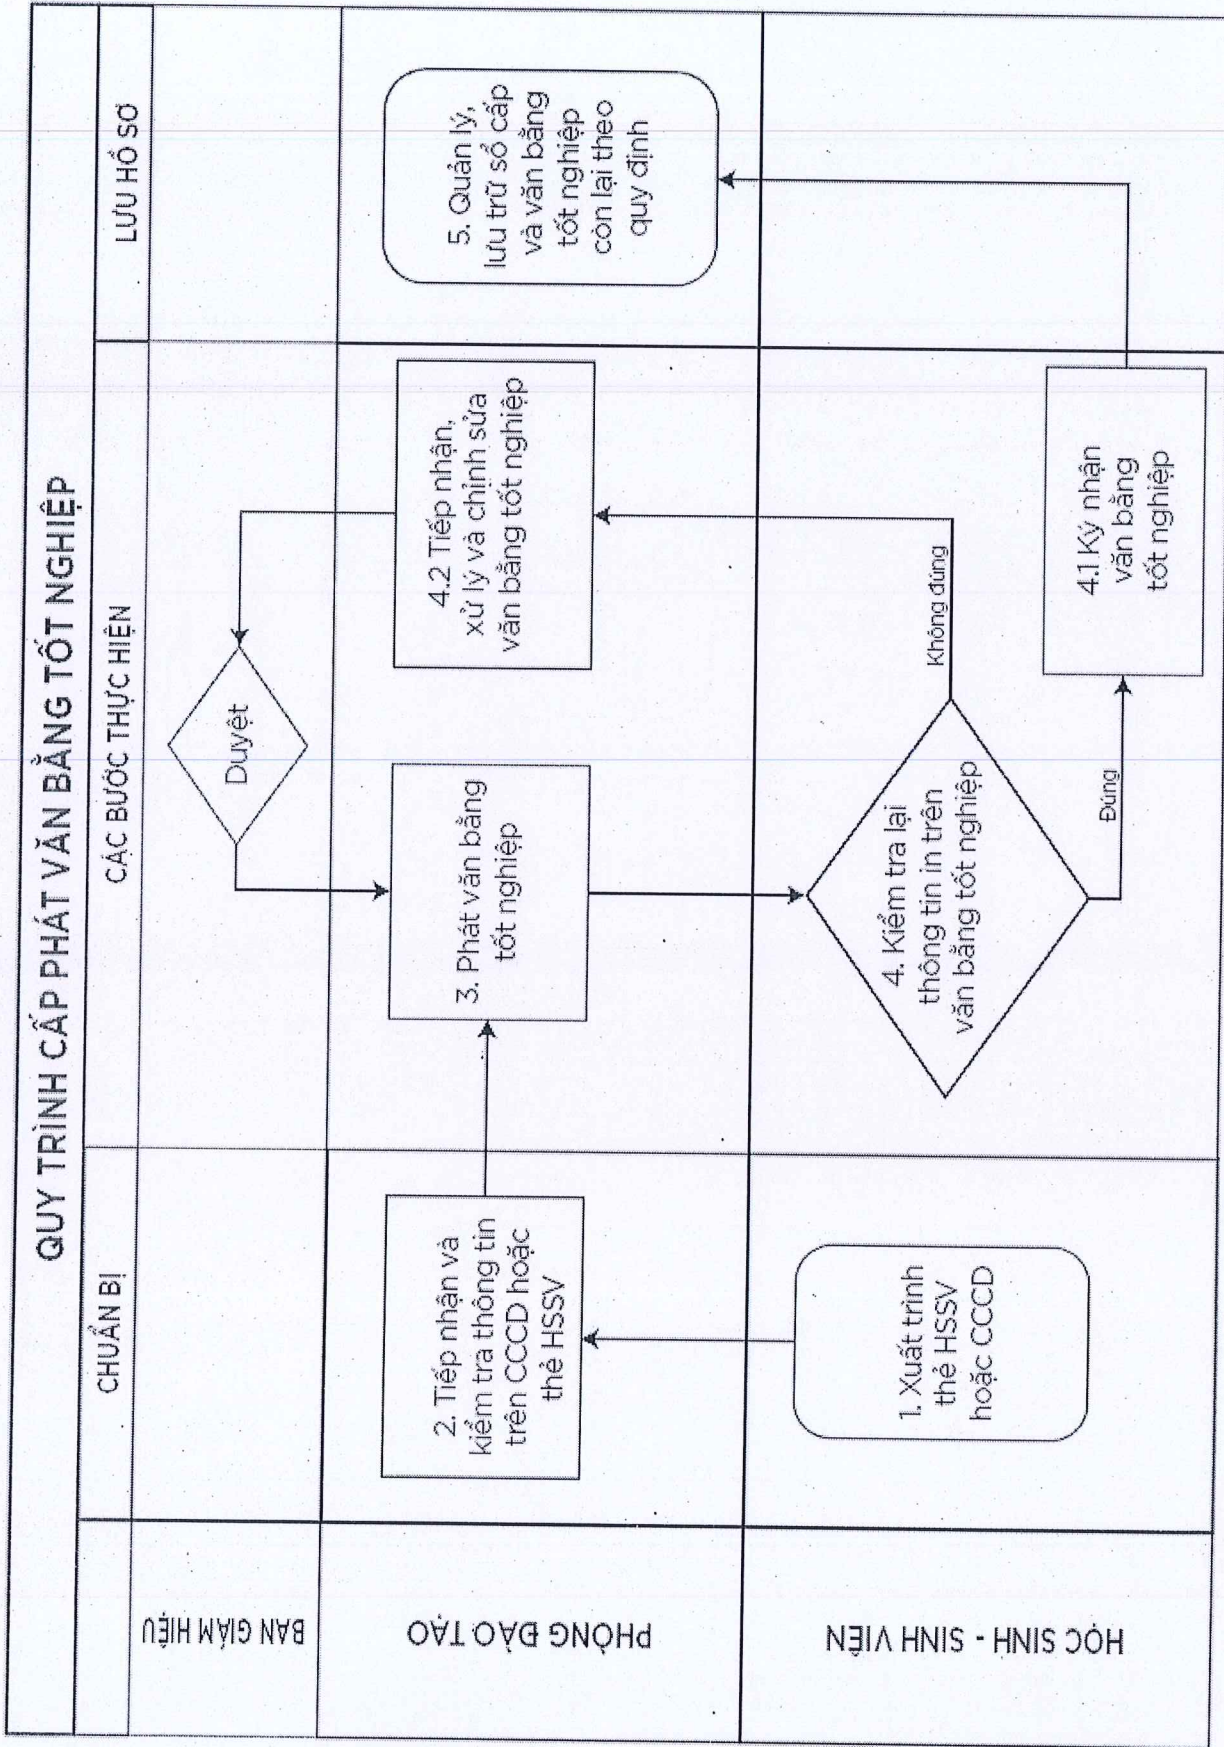 QUY TRÌNH CẤP PHÁT VĂN BẰNG TỐT NGHIỆP
CHUẨN BỊ
CÁC BƯỚC THỰC HIỆN
LƯU HỒ SƠ
BAN GIÁM HIỆU
Duyệt
PHÒNG ĐÀO TẠO
2. Tiếp nhận và
kiểm tra thông tin
trên CCCD hoặc
thẻ HSSV
3. Phát văn bằng
tốt nghiệp
4.2 Tiếp nhận,
xử lý và chỉnh sửa
văn bằng tốt nghiệp
5. Quản lý,
lưu trữ sổ cấp
và văn bằng
tốt nghiệp
còn lại theo
quy định
HỌC SINH - SINH VIÊN
1. Xuất trình
thẻ HSSV
hoặc CCCD
4. Kiểm tra lại
thông tin in trên
văn bằng tốt nghiệp
Không đúng
Đúng
4.1 Ký nhận
văn bằng
tốt nghiệp